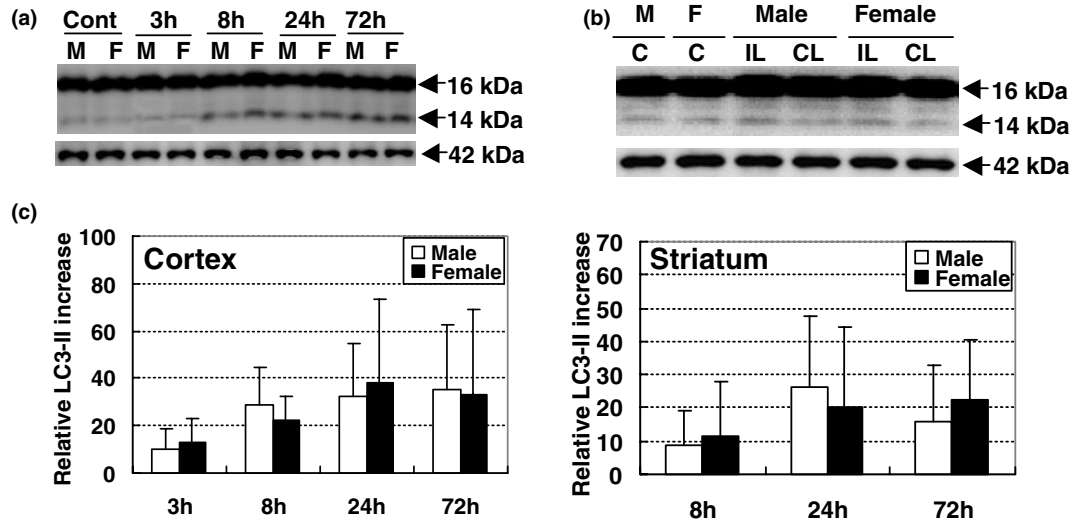 (a)
Cont 3h 8h 24h 72h
M F M F M F M F M F
16 kDa
14 kDa
42 kDa
(b)
M F Male Female
C C IL CL IL CL
16 kDa
14 kDa
42 kDa
(c)
Relative LC3-II increase
100
80
60
40
20
0
Cortex
Male
Female
3h 8h 24h 72h
Relative LC3-II increase
70
60
50
40
30
20
10
0
Striatum
Male
Female
8h 24h 72h